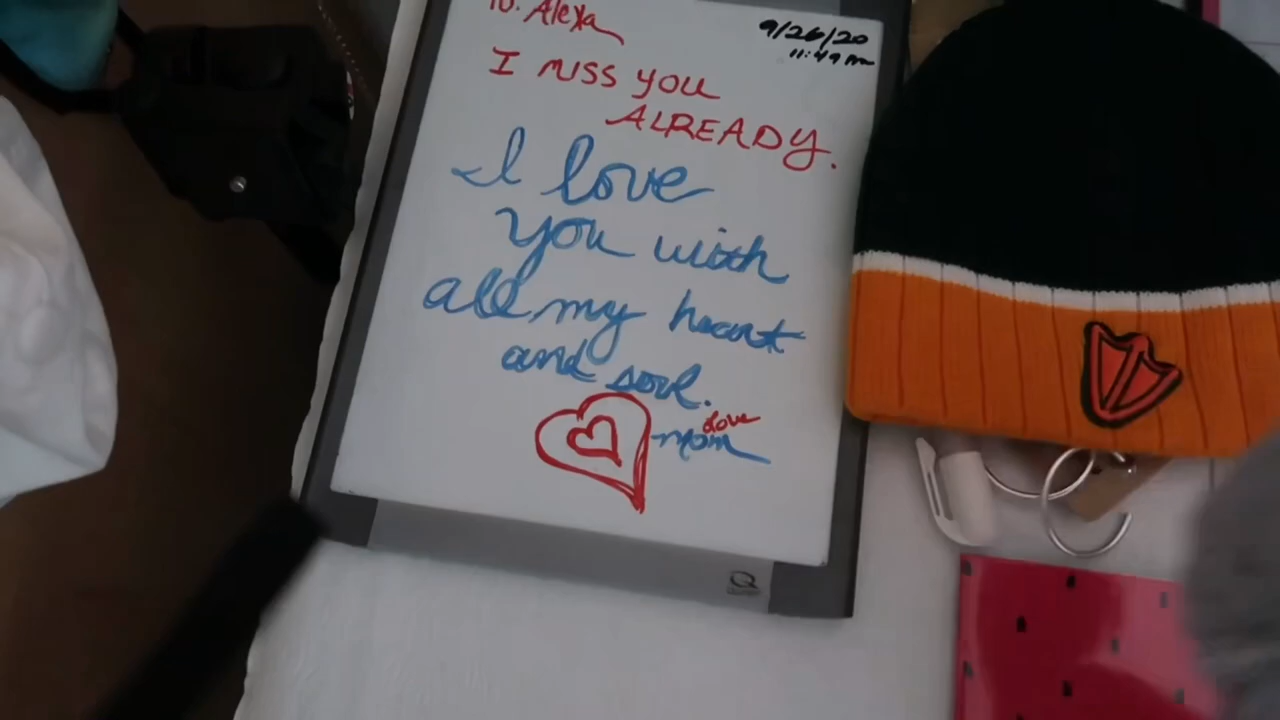 To: Alexa
9/26/20
11:49 Am
I MISS YOU
ALREADY.
I love
you with
all my heart
and soul.
Love
-Mom
Q